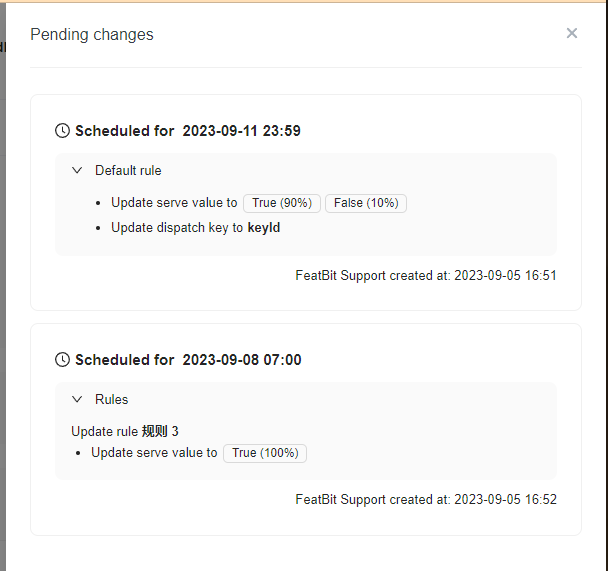 Pending changes
Scheduled for 2023-09-11 23:59
Default rule
Update serve value to True (90%) False (10%)
Update dispatch key to keyId
FeatBit Support created at: 2023-09-05 16:51
Scheduled for 2023-09-08 07:00
Rules
Update rule 规则 3
Update serve value to True (100%)
FeatBit Support created at: 2023-09-05 16:52